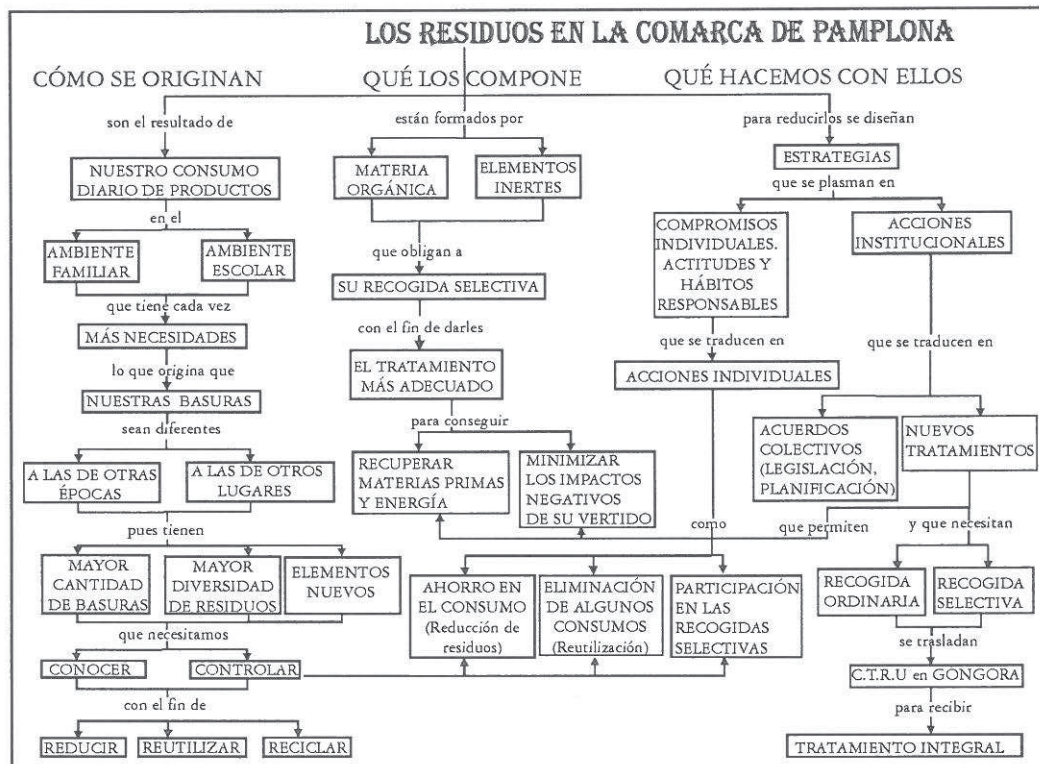 LOS RESIDUOS EN LA COMARCA DE PAMPLONA
CÓMO SE ORIGINAN
son el resultado de
NUESTRO CONSUMO
DIARIO DE PRODUCTOS
en el
AMBIENTE
FAMILIAR
AMBIENTE
ESCOLAR
que tiene cada vez
MÁS NECESIDADES
lo que origina que
NUESTRAS BASURAS
sean diferentes
A LAS DE OTRAS
ÉPOCAS
A LAS DE OTROS
LUGARES
pues tienen
MAYOR
CANTIDAD
DE BASURAS
MAYOR
DIVERSIDAD
DE RESIDUOS
ELEMENTOS
NUEVOS
que necesitamos
CONOCER
CONTROLAR
con el fin de
REDUCIR
REUTILIZAR
RECICLAR
QUÉ LOS COMPONE
están formados por
MATERIA
ORGÁNICA
ELEMENTOS
INERTES
que obligan a
SU RECOGIDA SELECTIVA
con el fin de darles
EL TRATAMIENTO
MÁS ADECUADO
para conseguir
RECUPERAR
MATERIAS PRIMAS
Y ENERGÍA
MINIMIZAR
LOS IMPACTOS
NEGATIVOS
DE SU VERTIDO
QUÉ HACEMOS CON ELLOS
para reducirlos se diseñan
ESTRATEGIAS
que se plasman en
COMPROMISOS
INDIVIDUALES.
ACTITUDES Y
HÁBITOS
RESPONSABLES
que se traducen en
ACCIONES INDIVIDUALES
como
AHORRO EN
EL CONSUMO
(Reducción de
residuos)
ELIMINACIÓN
DE ALGUNOS
CONSUMOS
(Reutilización)
PARTICIPACIÓN
EN LAS
RECOGIDAS
SELECTIVAS
ACCIONES
INSTITUCIONALES
que se traducen en
ACUERDOS
COLECTIVOS
(LEGISLACIÓN,
PLANIFICACIÓN)
NUEVOS
TRATAMIENTOS
que permiten
y que necesitan
RECOGIDA
ORDINARIA
RECOGIDA
SELECTIVA
se trasladan
C.T.R.U en GONGORA
para recibir
TRATAMIENTO INTEGRAL